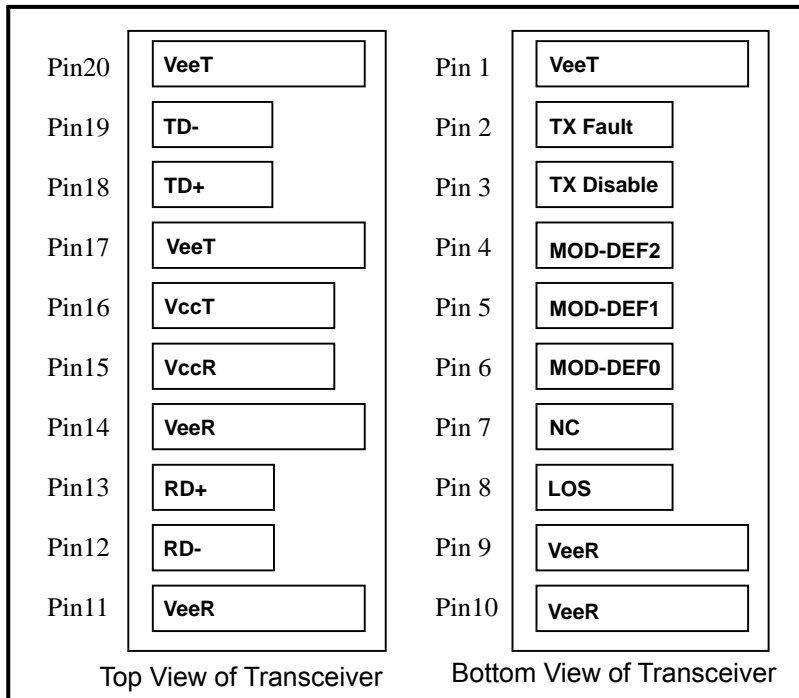 Pin20 VeeT
Pin19 TD-
Pin18 TD+
Pin17 VeeT
Pin16 VccT
Pin15 VccR
Pin14 VeeR
Pin13 RD+
Pin12 RD-
Pin11 VeeR
Top View of Transceiver
Pin 1 VeeT
Pin 2 TX Fault
Pin 3 TX Disable
Pin 4 MOD-DEF2
Pin 5 MOD-DEF1
Pin 6 MOD-DEF0
Pin 7 NC
Pin 8 LOS
Pin 9 VeeR
Pin10 VeeR
Bottom View of Transceiver